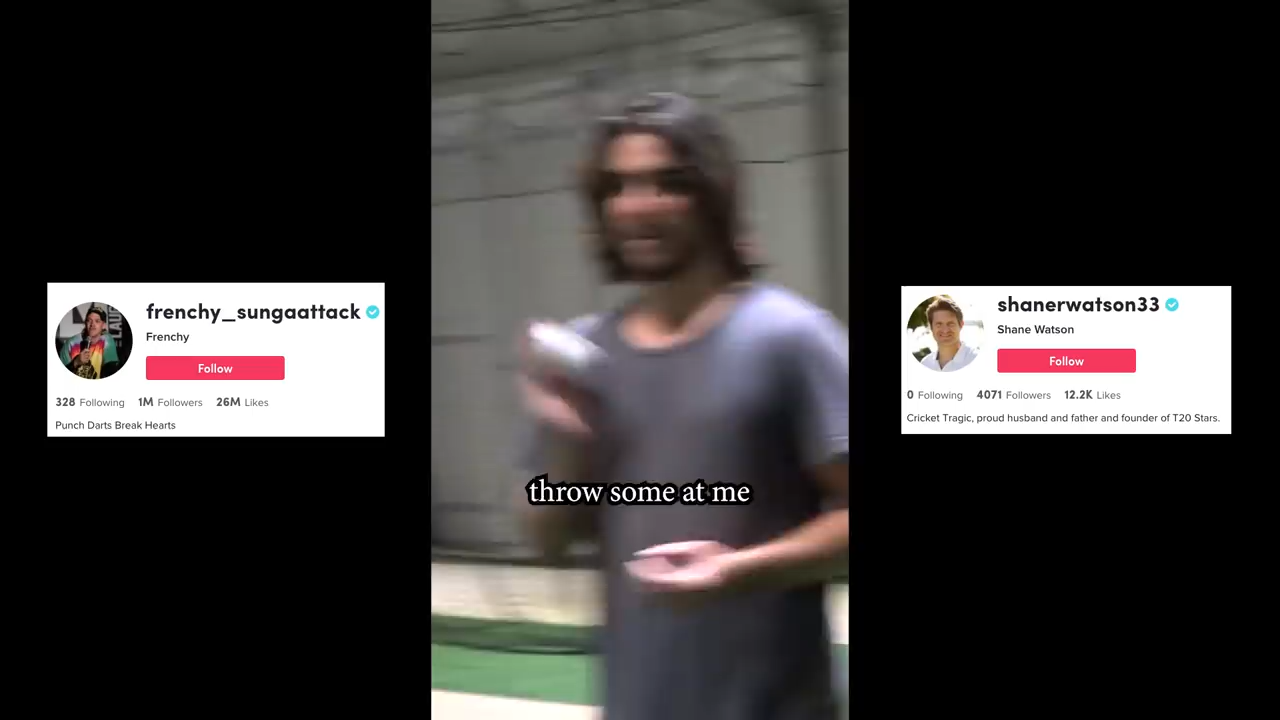 frenchy_sungaattack
Frenchy
Follow
328 Following 1M Followers 26M Likes
Punch Darts Break Hearts
throw some at me
shanerwatson33
Shane Watson
Follow
0 Following 4071 Followers 12.2K Likes
Cricket Tragic, proud husband and father and founder of T20 Stars.